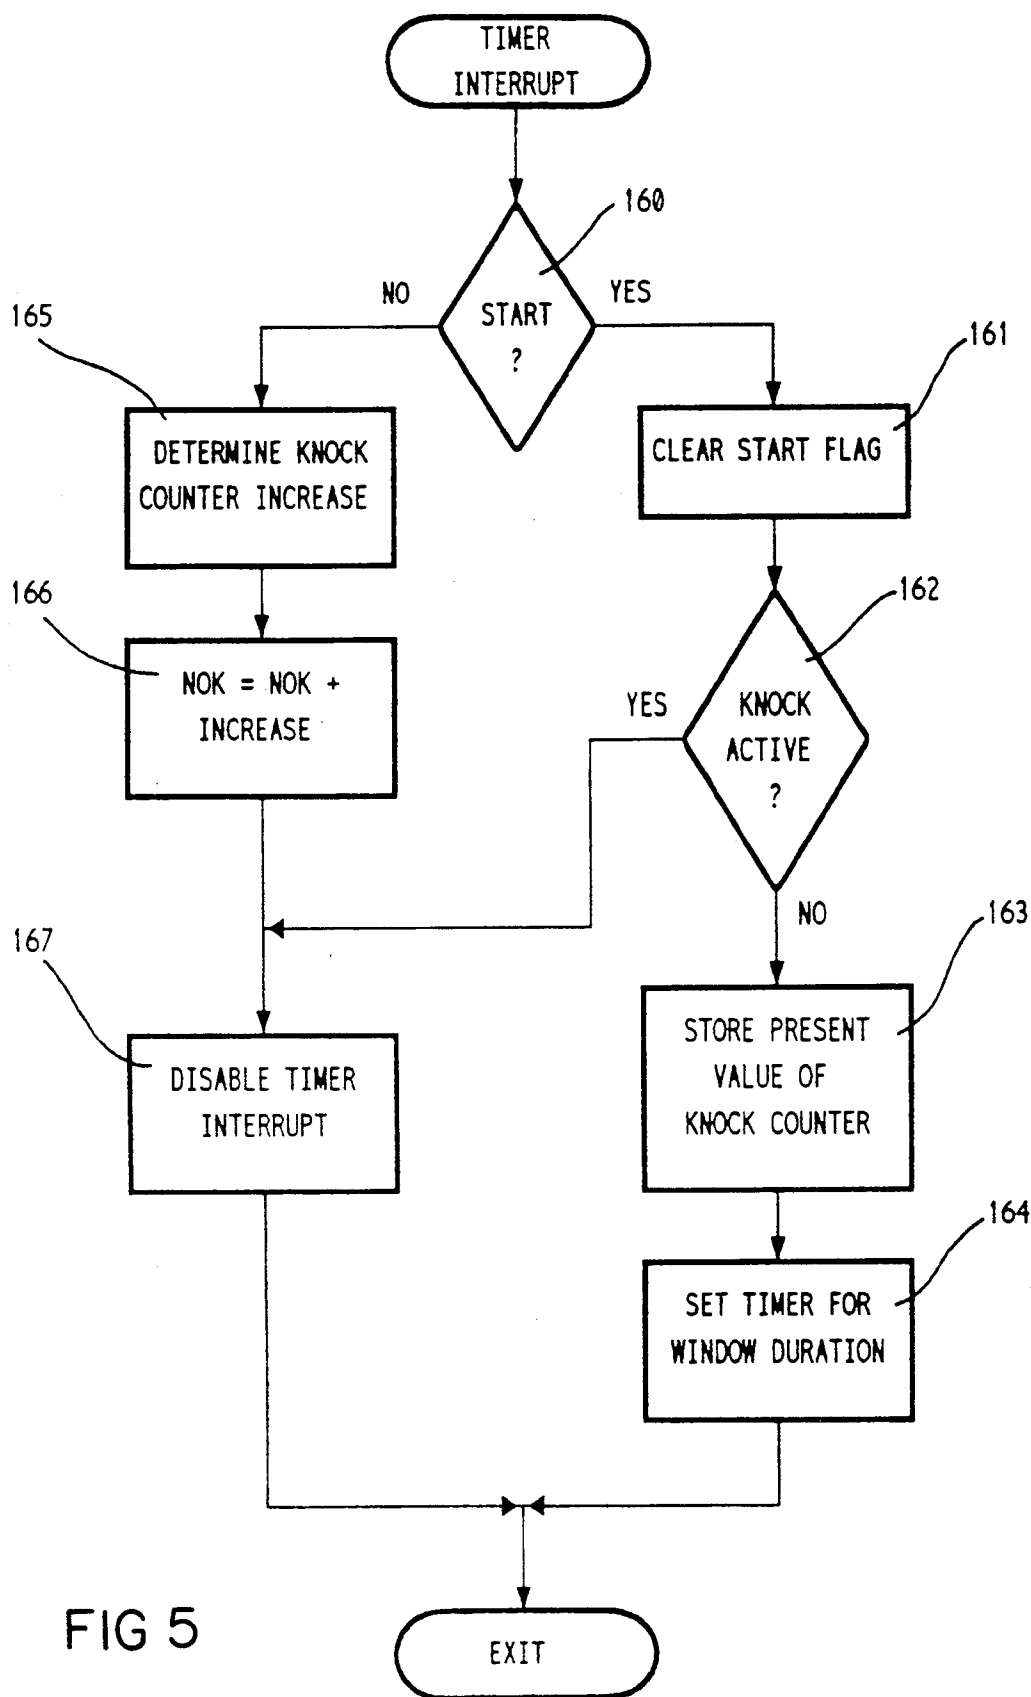 TIMER
INTERRUPT
160
START
?
NO
YES
165
161
DETERMINE KNOCK
COUNTER INCREASE
CLEAR START FLAG
166
162
NOK = NOK +
INCREASE
YES
KNOCK
ACTIVE
?
NO
163
167
STORE PRESENT
VALUE OF
KNOCK COUNTER
DISABLE TIMER
INTERRUPT
164
SET TIMER FOR
WINDOW DURATION
FIG 5
EXIT